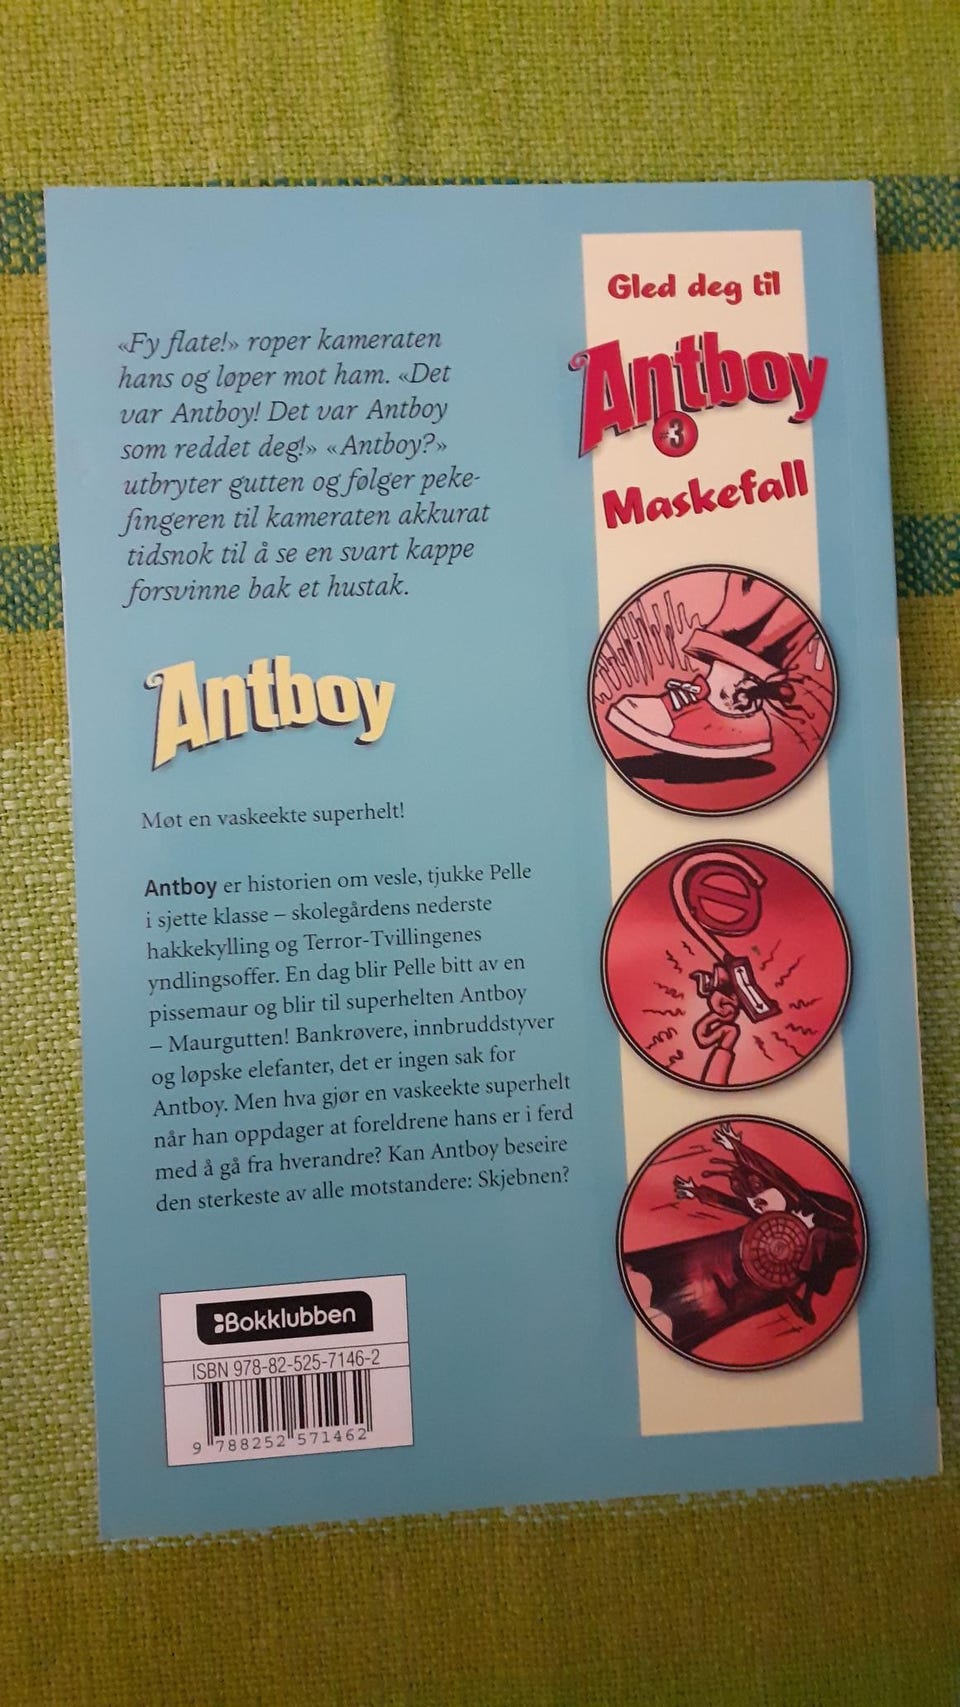 «Fy flate!» roper kameraten
hans og løper mot ham. «Det
var Antboy! Det var Antboy
som reddet deg!» «Antboy?»
utbryter gutten og følger peke-
fingeren til kameraten akkurat
tidsnok til å se en svart kappe
forsvinne bak et hustak.
Antboy
Møt en vaskeekte superhelt!
Antboy er historien om vesle, tjukke Pelle
i sjette klasse – skolegårdens nederste
hakkekylling og Terror-Tvillingenes
yndlingsoffer. En dag blir Pelle bitt av en
pissemaur og blir til superhelten Antboy
– Maurgutten! Bankrøvere, innbruddstyver
og løpske elefanter, det er ingen sak for
Antboy. Men hva gjør en vaskeekte superhelt
når han oppdager at foreldrene hans er i ferd
med å gå fra hverandre? Kan Antboy beseire
den sterkeste av alle motstandere: Skjebnen?
Bokklubben
ISBN 978-82-525-7146-2
9 788252 571462
Gled deg til
Antboy
#3
Maskefall